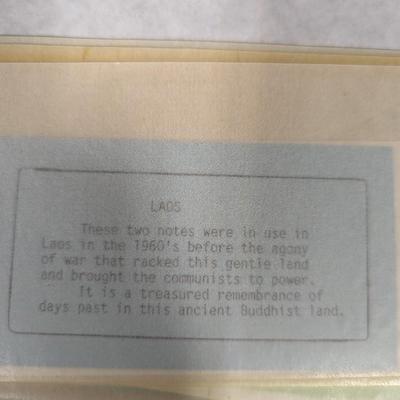 LAOS
These two notes were in use in
Laos in the 1960's before the agony
of war that racked this gentle land
and brought the communists to power.
It is a treasured remembrance of
days past in this ancient Buddhist land.